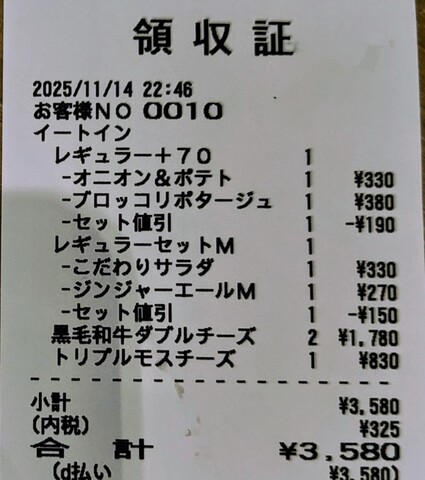 領収証
2025/11/14 22:46
お客様NO 0010
イートイン
レギュラー+70 1
-オニオン&ポテト 1 ¥330
-ブロッコリポタージュ 1 ¥380
-セット値引 1 -¥190
レギュラーセットM 1
-こだわりサラダ 1 ¥330
-ジンジャーエールM 1 ¥270
-セット値引 1 -¥150
黒毛和牛ダブルチーズ 2 ¥1,780
トリプルモスチーズ 1 ¥830
小計 ¥3,580
(内税) ¥325
合 計 ¥3,580
(d払い ¥3,580)